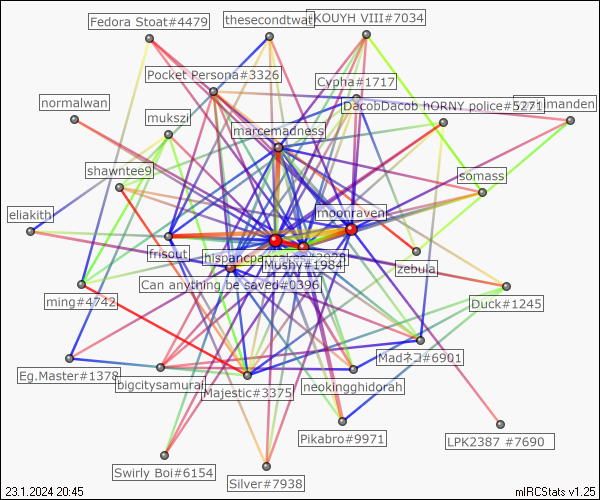 Fedora Stoat#4479
thesecondtwat
KOUYH VIII#7034
Pocket Persona#3326
Cypha#1717
DacobDacob hORNY police#5271
manden
normalwan
mukszi
marcemadness
shawntee9
somass
eliakith
moonraven
frisout
hispancpa
Mushy#1984
zebula
Can anything be saved#0396
ming#4742
Duck#1245
Madネコ#6901
Eg.Master#1378
bigcitysamurai
Majestic#3375
neokingghidorah
Pikabro#9971
LPK2387 #7690
Swirly Boi#6154
Silver#7938
23.1.2024 20:45
mIRCStats v1.25